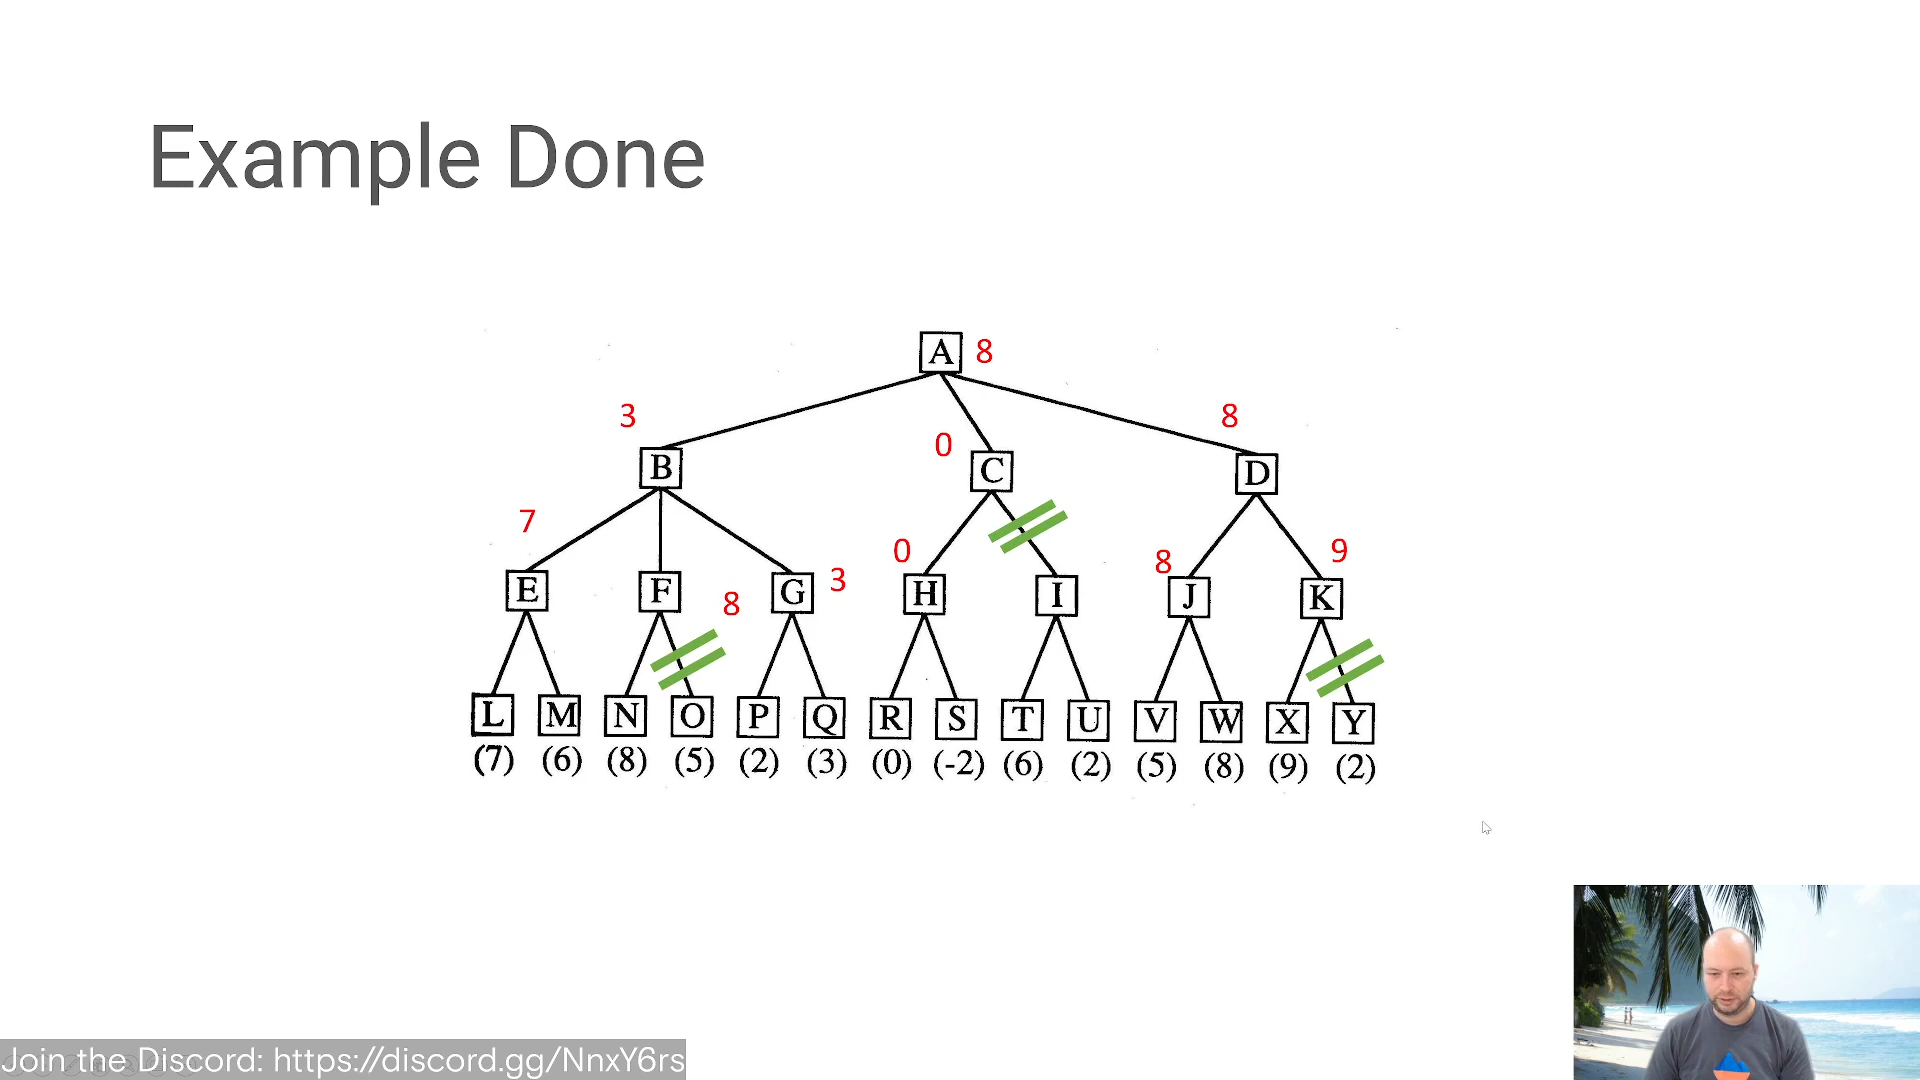 Example Done
A 8
3 8
0
B C D
7
0 8 9
E F 8 G 3 H I J K
L M N O P Q R S T U V W X Y
(7) (6) (8) (5) (2) (3) (0) (-2) (6) (2) (5) (8) (9) (2)
Join the Discord: https://discord.gg/NnxY6rs